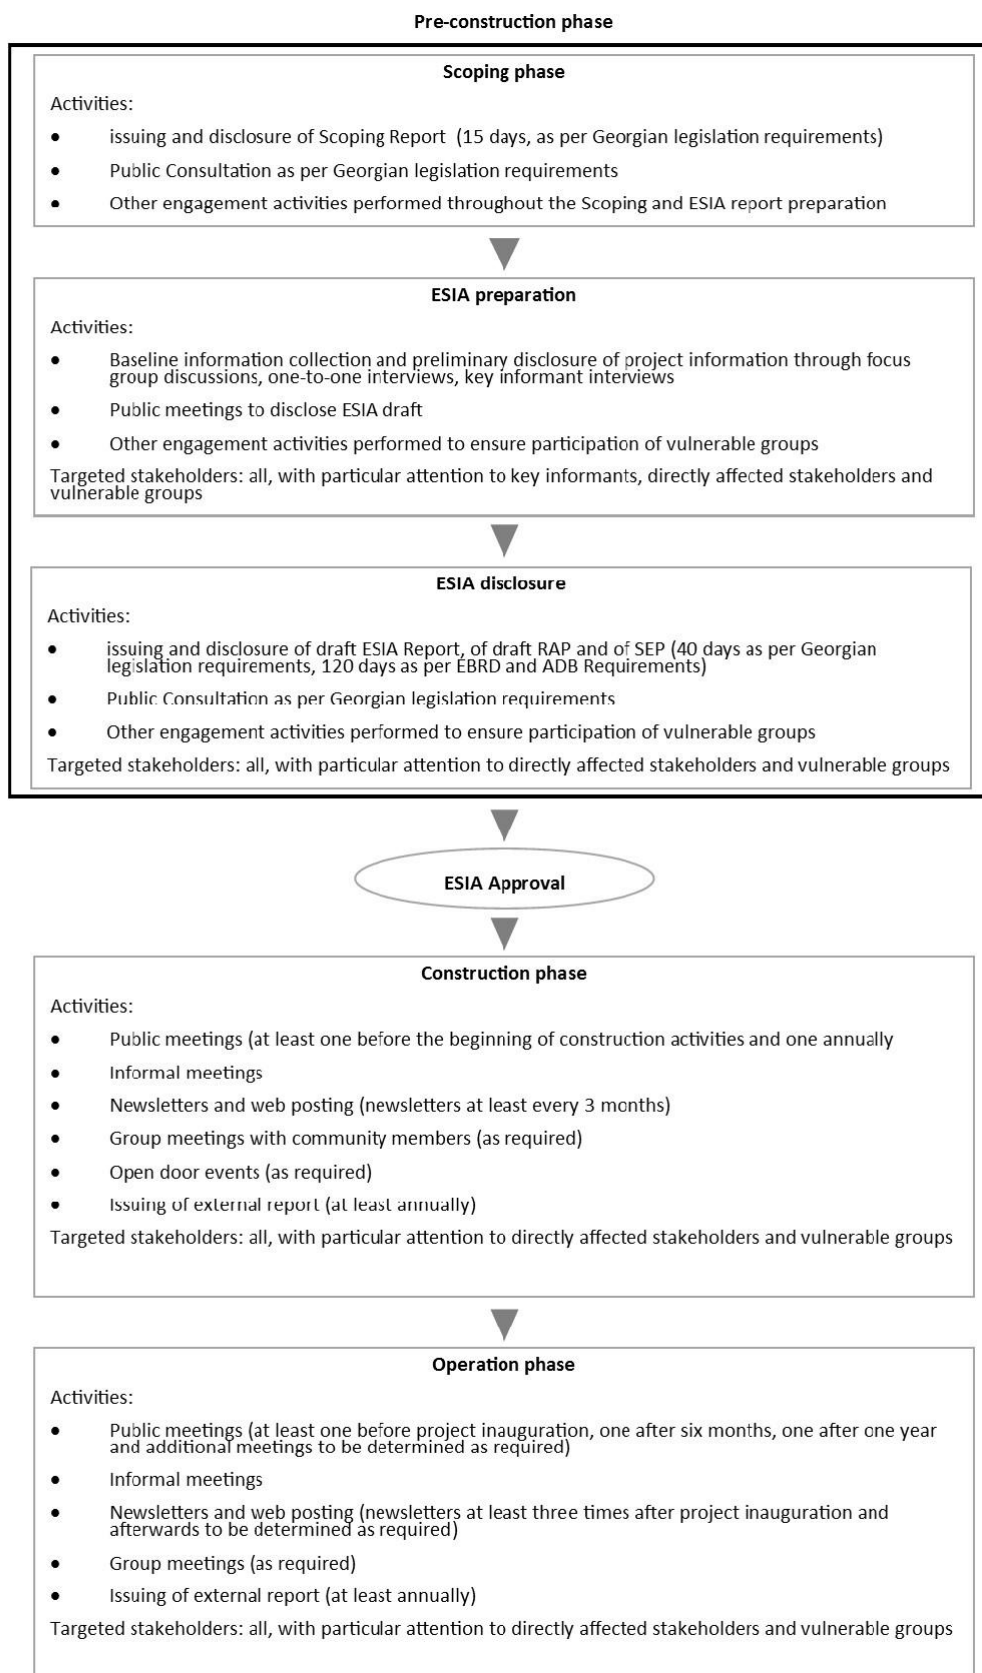 Pre-construction phase
Scoping phase
Activities:
● issuing and disclosure of Scoping Report (15 days, as per Georgian legislation requirements)
● Public Consultation as per Georgian legislation requirements
● Other engagement activities performed throughout the Scoping and ESIA report preparation
ESIA preparation
Activities:
● Baseline information collection and preliminary disclosure of project information through focus
group discussions, one-to-one interviews, key informant interviews
● Public meetings to disclose ESIA draft
● Other engagement activities performed to ensure participation of vulnerable groups
Targeted stakeholders: all, with particular attention to key informants, directly affected stakeholders and
vulnerable groups
ESIA disclosure
Activities:
● issuing and disclosure of draft ESIA Report, of draft RAP and of SEP (40 days as per Georgian
legislation requirements, 120 days as per EBRD and ADB Requirements)
● Public Consultation as per Georgian legislation requirements
● Other engagement activities performed to ensure participation of vulnerable groups
Targeted stakeholders: all, with particular attention to directly affected stakeholders and vulnerable groups
ESIA Approval
Construction phase
Activities:
● Public meetings (at least one before the beginning of construction activities and one annually
● Informal meetings
● Newsletters and web posting (newsletters at least every 3 months)
● Group meetings with community members (as required)
● Open door events (as required)
● Issuing of external report (at least annually)
Targeted stakeholders: all, with particular attention to directly affected stakeholders and vulnerable groups
Operation phase
Activities:
● Public meetings (at least one before project inauguration, one after six months, one after one year
and additional meetings to be determined as required)
● Informal meetings
● Newsletters and web posting (newsletters at least three times after project inauguration and
afterwards to be determined as required)
● Group meetings (as required)
● Issuing of external report (at least annually)
Targeted stakeholders: all, with particular attention to directly affected stakeholders and vulnerable groups